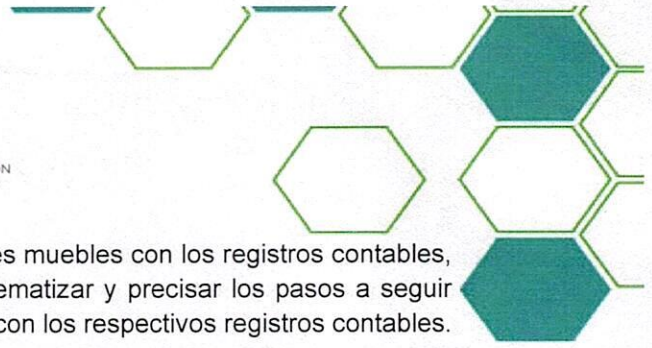 N
es muebles con los registros contables,
ematizar y precisar los pasos a seguir
con los respectivos registros contables.